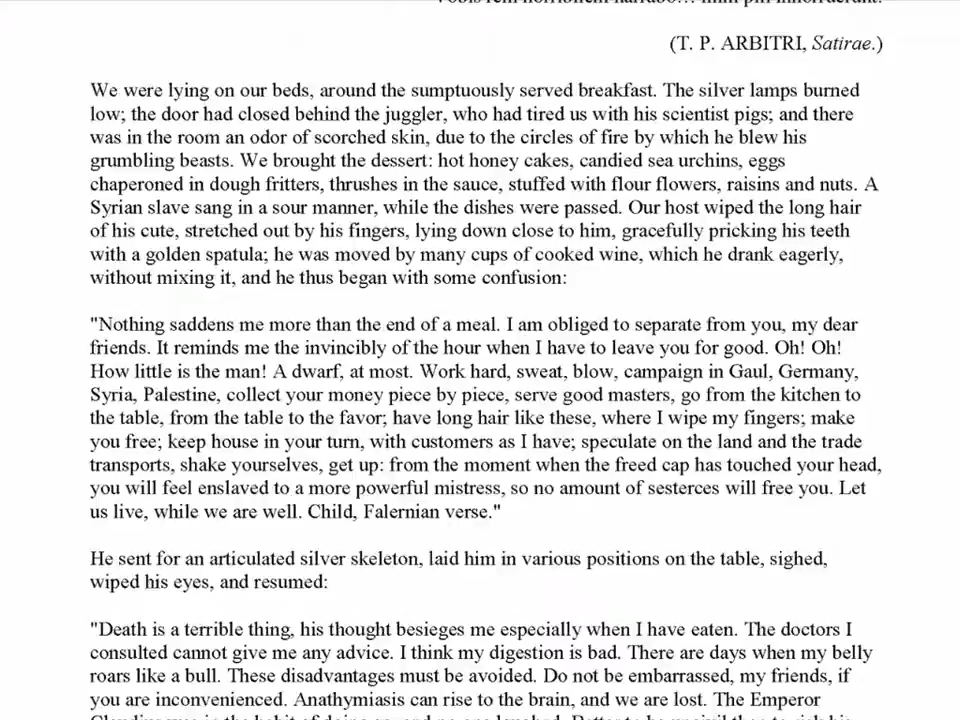 (T. P. ARBITRI, Satirae.)
We were lying on our beds, around the sumptuously served breakfast. The silver lamps burned
low; the door had closed behind the juggler, who had tired us with his scientist pigs; and there
was in the room an odor of scorched skin, due to the circles of fire by which he blew his
grumbling beasts. We brought the dessert: hot honey cakes, candied sea urchins, eggs
chaperoned in dough fritters, thrushes in the sauce, stuffed with flour flowers, raisins and nuts. A
Syrian slave sang in a sour manner, while the dishes were passed. Our host wiped the long hair
of his cute, stretched out by his fingers, lying down close to him, gracefully pricking his teeth
with a golden spatula; he was moved by many cups of cooked wine, which he drank eagerly,
without mixing it, and he thus began with some confusion:
"Nothing saddens me more than the end of a meal. I am obliged to separate from you, my dear
friends. It reminds me the invincibly of the hour when I have to leave you for good. Oh! Oh!
How little is the man! A dwarf, at most. Work hard, sweat, blow, campaign in Gaul, Germany,
Syria, Palestine, collect your money piece by piece, serve good masters, go from the kitchen to
the table, from the table to the favor; have long hair like these, where I wipe my fingers; make
you free; keep house in your turn, with customers as I have; speculate on the land and the trade
transports, shake yourselves, get up: from the moment when the freed cap has touched your head,
you will feel enslaved to a more powerful mistress, so no amount of sesterces will free you. Let
us live, while we are well. Child, Falernian verse."
He sent for an articulated silver skeleton, laid him in various positions on the table, sighed,
wiped his eyes, and resumed:
"Death is a terrible thing, his thought besieges me especially when I have eaten. The doctors I
consulted cannot give me any advice. I think my digestion is bad. There are days when my belly
roars like a bull. These disadvantages must be avoided. Do not be embarrassed, my friends, if
you are inconvenienced. Anathymiasis can rise to the brain, and we are lost. The Emperor